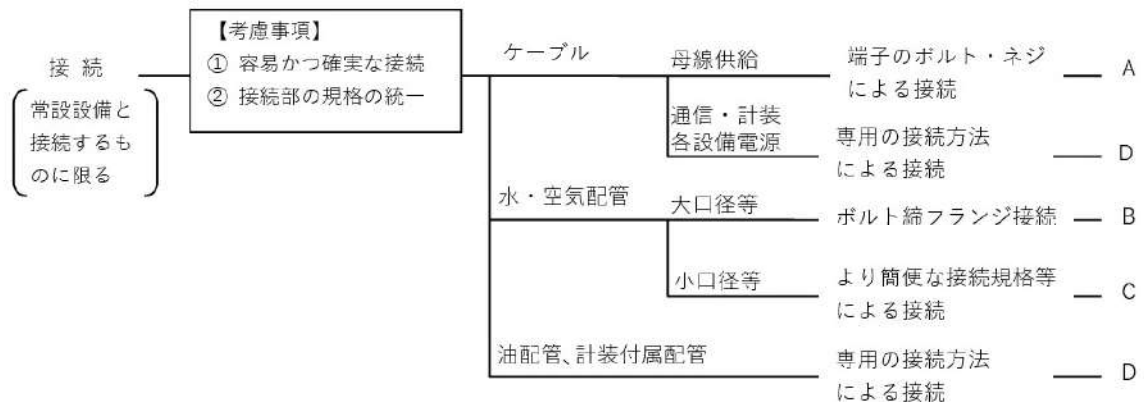 接 続
常設設備と
接続するも
のに限る
【考慮事項】
① 容易かつ確実な接続
② 接続部の規格の統一
ケーブル
母線供給
端子のボルト・ネジ
による接続
A
通信・計装
各設備電源
専用の接続方法
による接続
D
水・空気配管
大口径等
ボルト締フランジ接続
B
小口径等
より簡便な接続規格等
による接続
C
油配管、計装付属配管
専用の接続方法
による接続
D